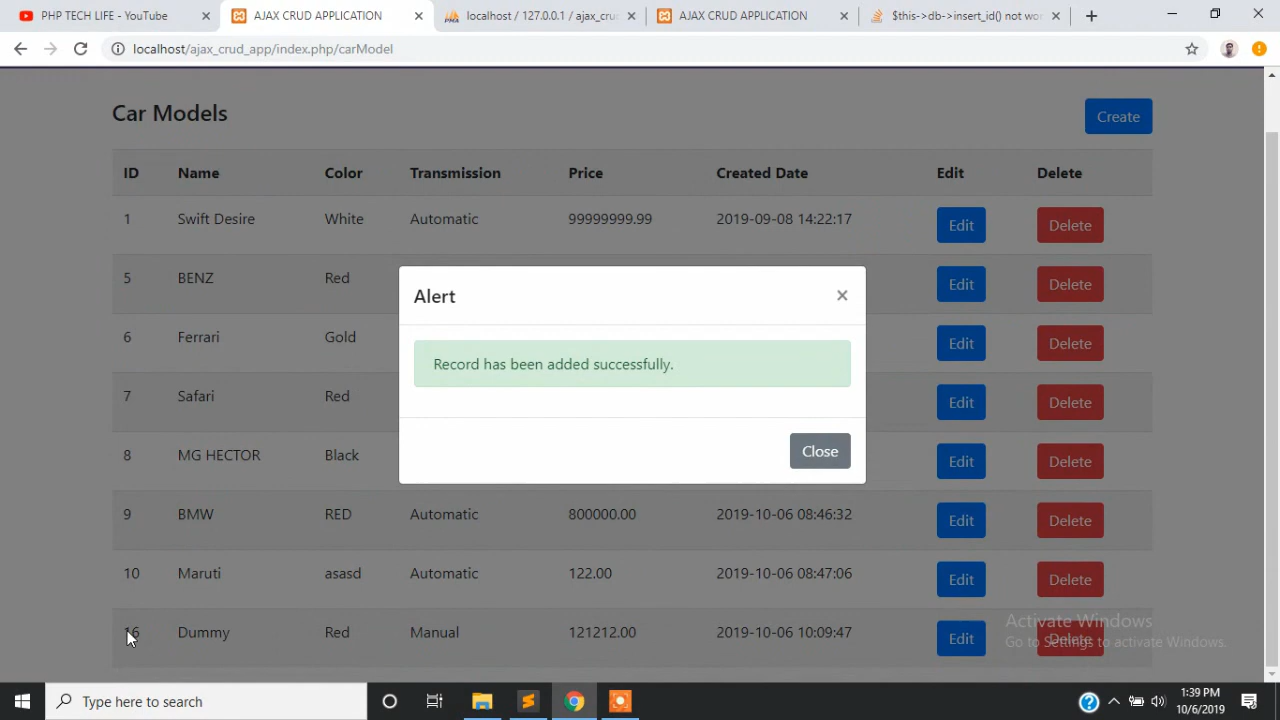 PHP TECH LIFE - YouTube
AJAX CRUD APPLICATION
localhost / 127.0.0.1 / ajax_cru
AJAX CRUD APPLICATION
$this->db->insert_id() not wo
localhost/ajax_crud_app/index.php/carModel
Car Models
Create
ID Name Color Transmission Price Created Date Edit Delete
1 Swift Desire White Automatic 99999999.99 2019-09-08 14:22:17 Edit Delete
5 BENZ Red Edit Delete
6 Ferrari Gold Edit Delete
7 Safari Red Edit Delete
8 MG HECTOR Black Edit Delete
9 BMW RED Automatic 800000.00 2019-10-06 08:46:32 Edit Delete
10 Maruti asasd Automatic 122.00 2019-10-06 08:47:06 Edit Delete
16 Dummy Red Manual 121212.00 2019-10-06 10:09:47 Edit Delete
Alert
×
Record has been added successfully.
Close
Activate Windows
Go to Settings to activate Windows.
Type here to search
1:39 PM
10/6/2019